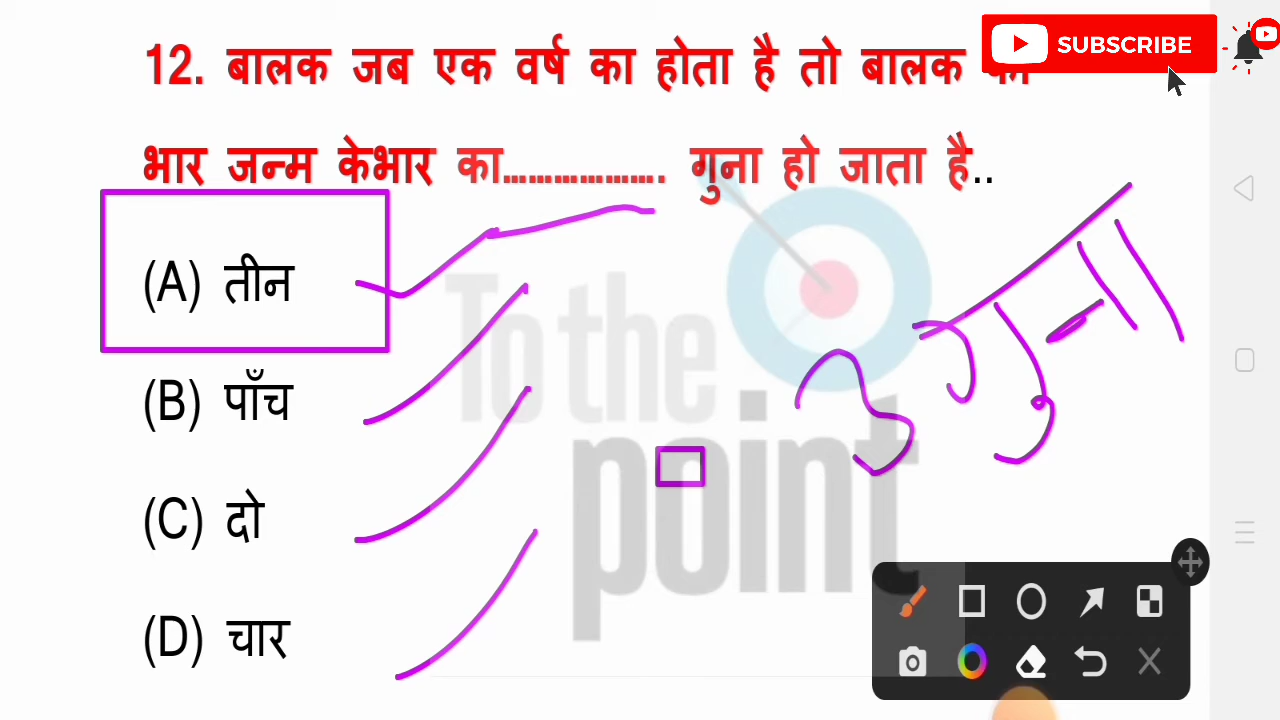 12. बालक जब एक वर्ष का होता है तो बालक का
भार जन्म केभार का.................. गुना हो जाता है..
(A) तीन
(B) पाँच
(C) दो
(D) चार
3 गुना
To the
point
SUBSCRIBE